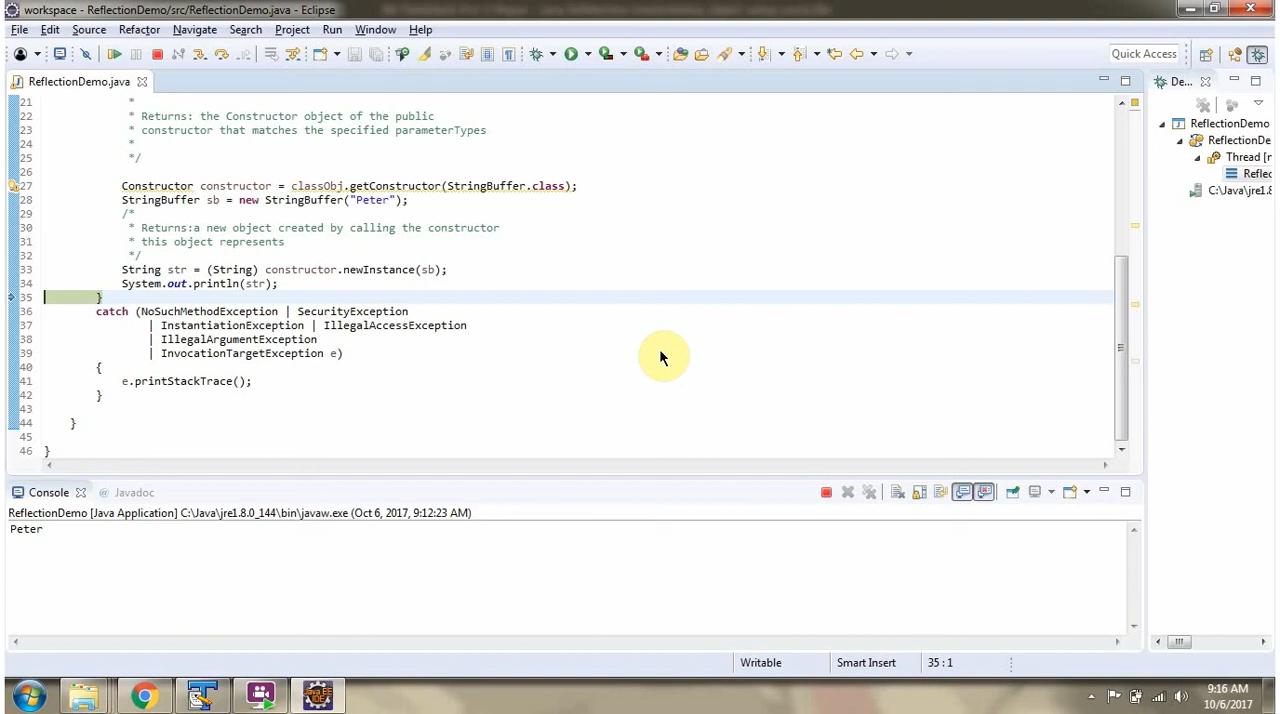 workspace - ReflectionDemo/src/ReflectionDemo.java - Eclipse
File Edit Source Refactor Navigate Search Project Run Window Help
Quick Access
ReflectionDemo.java
De...
21 *
22 * Returns: the Constructor object of the public
23 * constructor that matches the specified parameterTypes
24 *
25 */
26
27 Constructor constructor = classObj.getConstructor(StringBuffer.class);
28 StringBuffer sb = new StringBuffer("Peter");
29 /*
30 * Returns:a new object created by calling the constructor
31 * this object represents
32 */
33 String str = (String) constructor.newInstance(sb);
34 System.out.println(str);
35 }
36 catch (NoSuchMethodException | SecurityException
37 | InstantiationException | IllegalAccessException
38 | IllegalArgumentException
39 | InvocationTargetException e)
40 {
41 e.printStackTrace();
42 }
43
44 }
45
46 }
ReflectionDemo
ReflectionDe
Thread [
Reflec
C:\Java\jre1.8
Console Javadoc
ReflectionDemo [Java Application] C:\Java\jre1.8.0_144\bin\javaw.exe (Oct 6, 2017, 9:12:23 AM)
Peter
Writable Smart Insert 35 : 1
Java EE
IDE
9:16 AM
10/6/2017